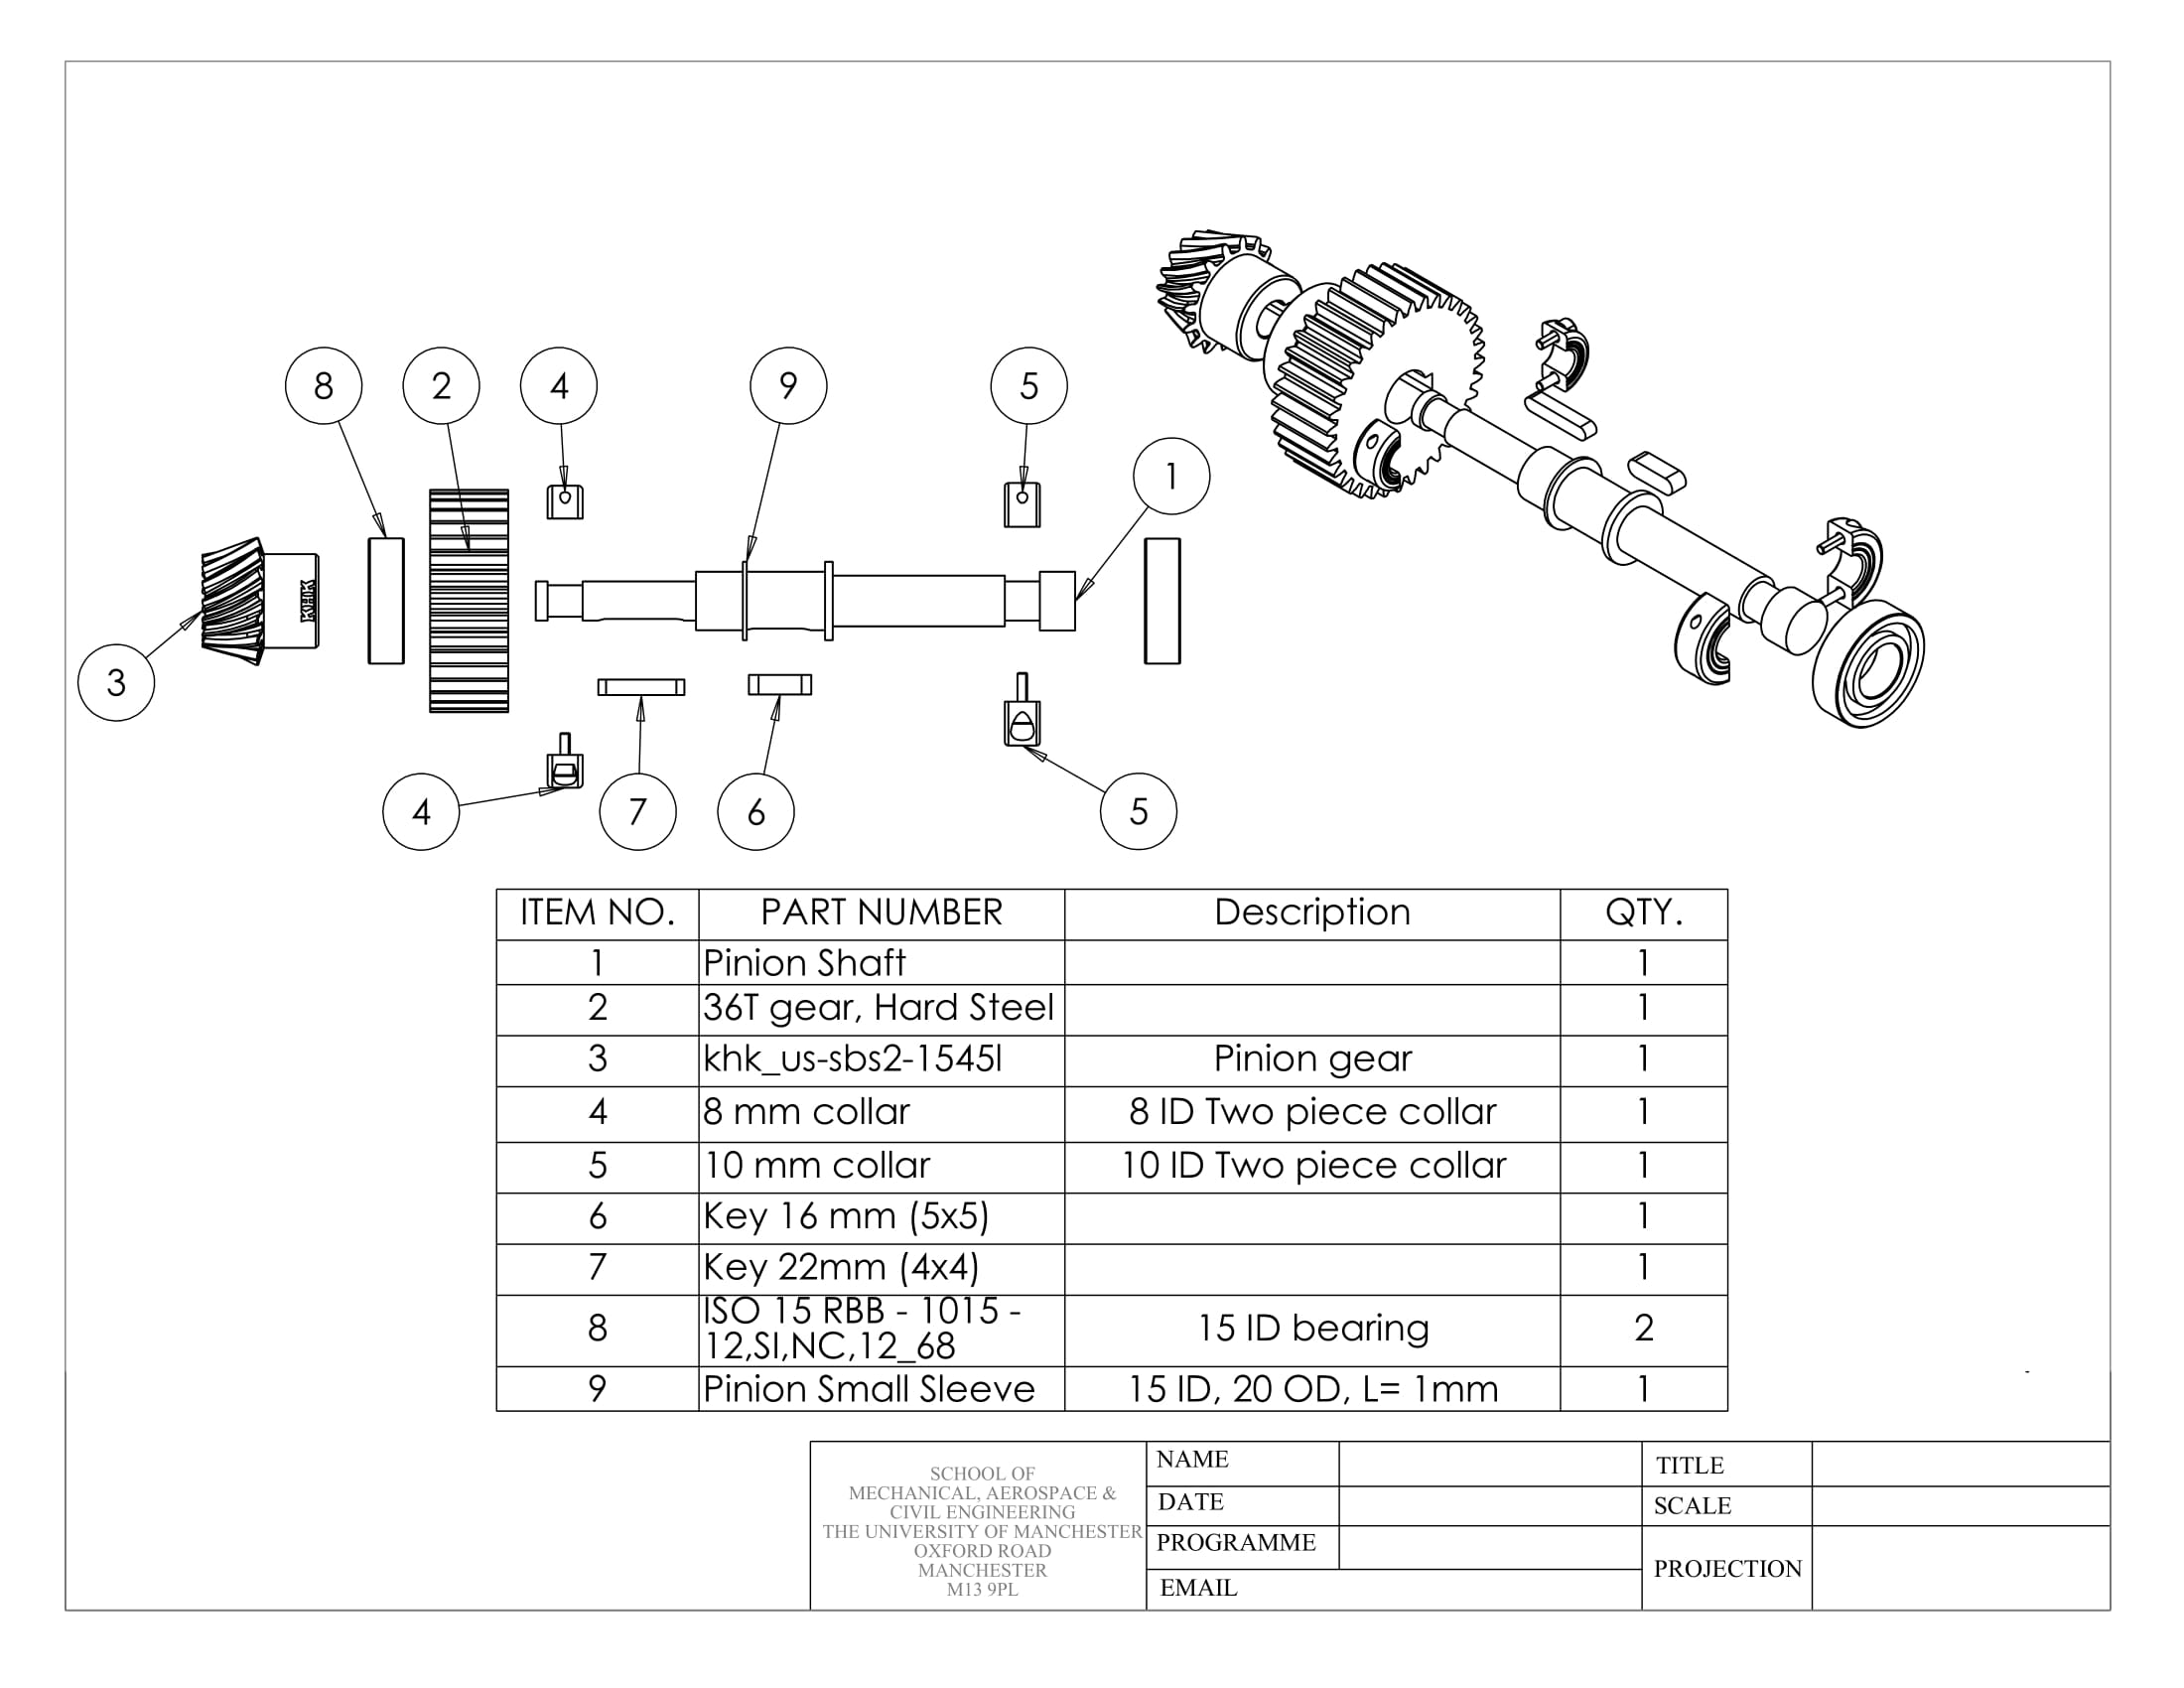 8 2 4 9 5
1
KHK
3
4 7 6 5
ITEM NO. PART NUMBER Description QTY.
1 Pinion Shaft 1
2 36T gear, Hard Steel 1
3 khk_us-sbs2-1545l Pinion gear 1
4 8 mm collar 8 ID Two piece collar 1
5 10 mm collar 10 ID Two piece collar 1
6 Key 16 mm (5x5) 1
7 Key 22mm (4x4) 1
8 ISO 15 RBB - 1015 -
12,SI,NC,12_68 15 ID bearing 2
9 Pinion Small Sleeve 15 ID, 20 OD, L= 1mm 1
SCHOOL OF
MECHANICAL, AEROSPACE &
CIVIL ENGINEERING
THE UNIVERSITY OF MANCHESTER
OXFORD ROAD
MANCHESTER
M13 9PL
NAME
DATE
PROGRAMME
EMAIL
TITLE
SCALE
PROJECTION